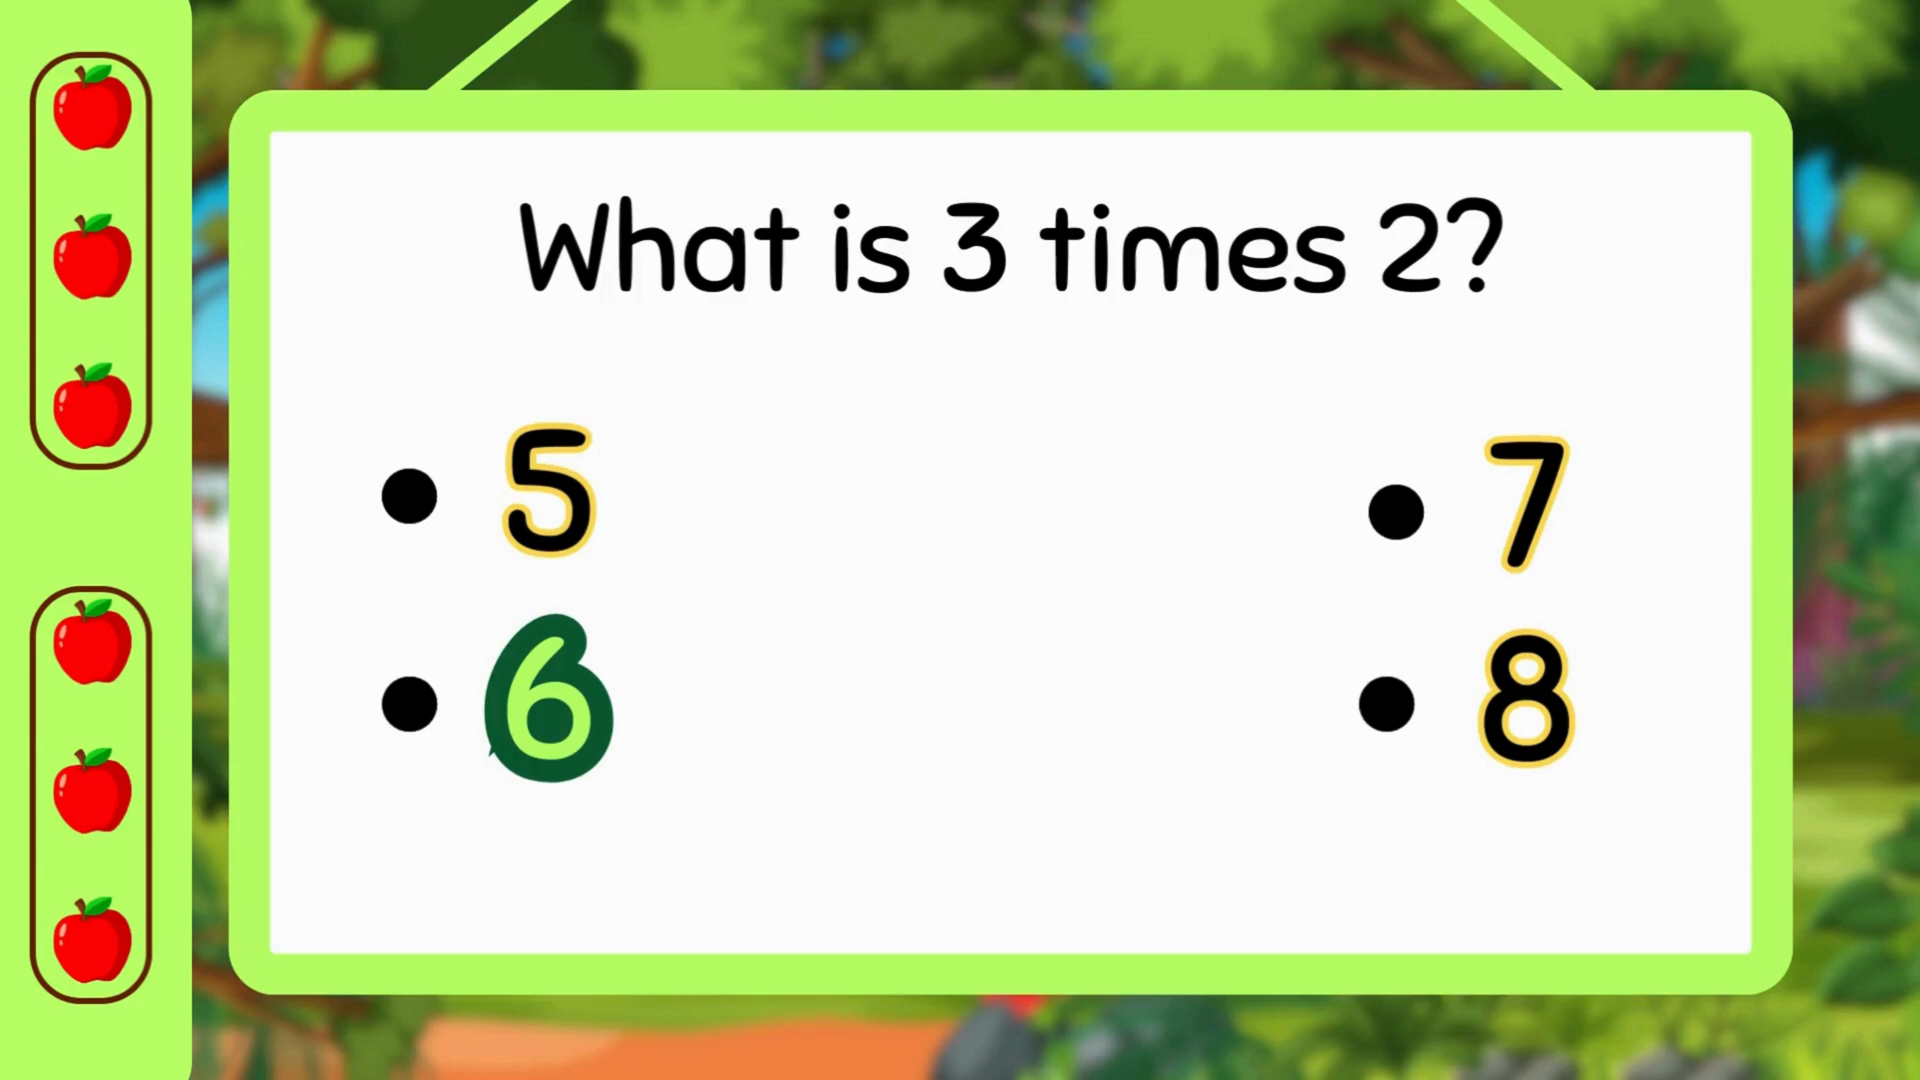 What is 3 times 2?
• 5
• 7
• 6
• 8